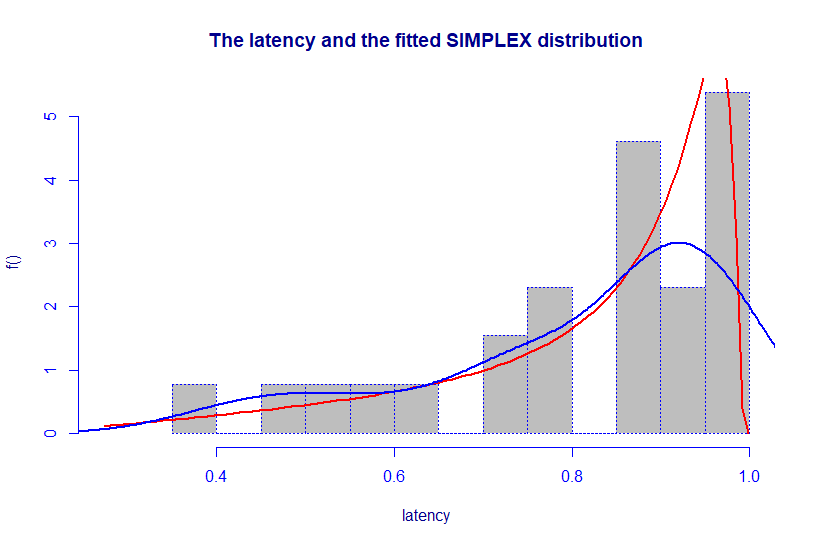 The latency and the fitted SIMPLEX distribution
f()
5
4
3
2
1
0
0.4 0.6 0.8 1.0
latency